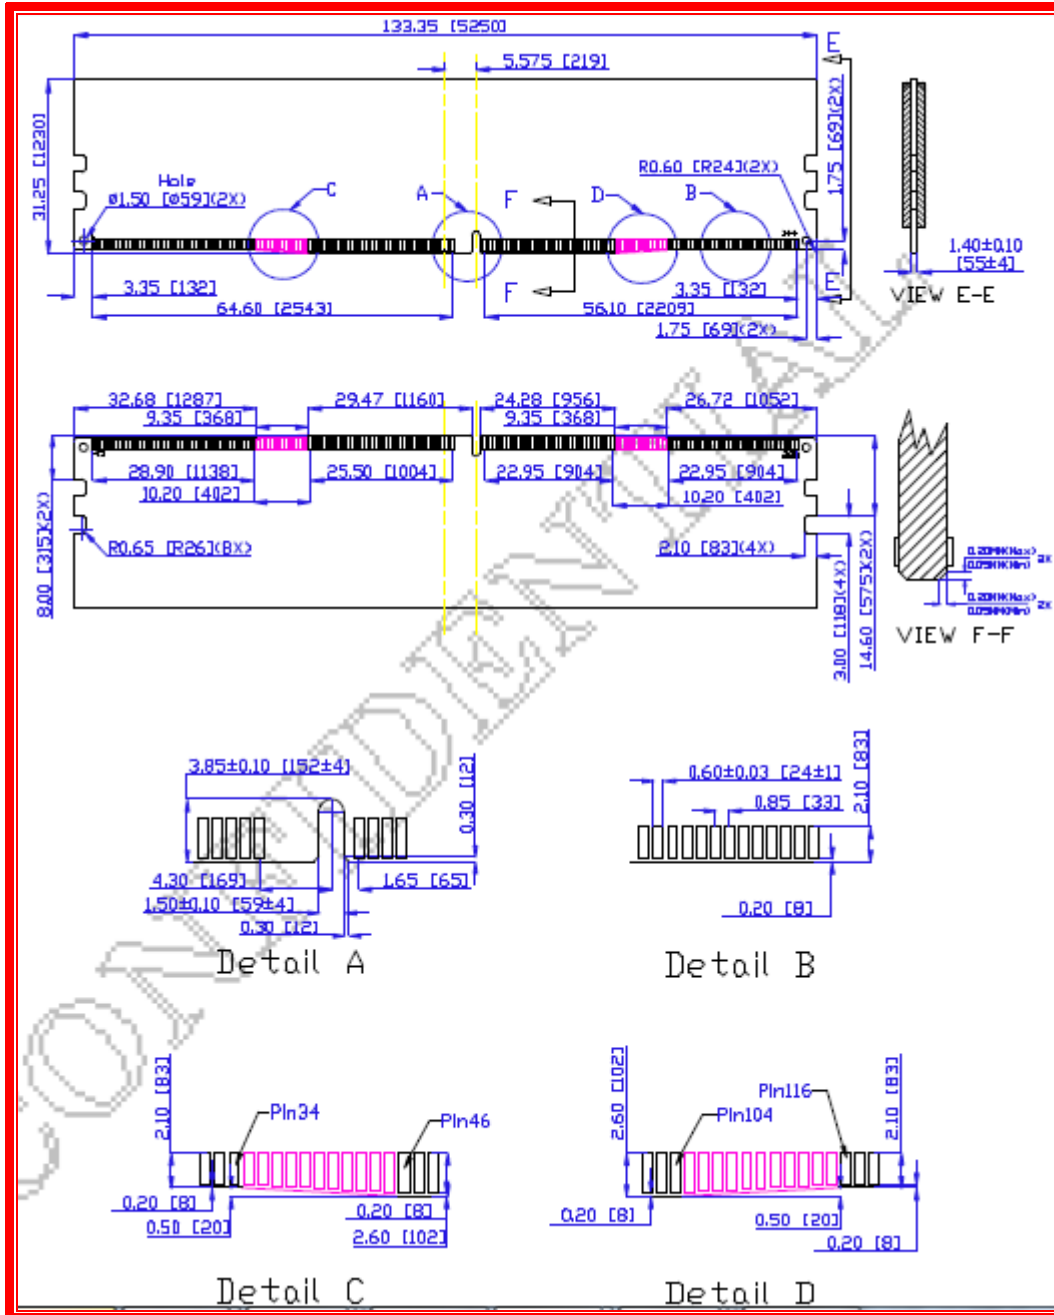 133.35 [5250]
5.575 [219]
E
31.25 [1230]
1.75 [69](2X)
R0.60 [R24](2X)
Hole
ø1.50 [ø59](2X)
C
A
F
D
B
1.40±0.10
[55±4]
VIEW E-E
3.35 [132]
F
3.35 [132]
E
64.60 [2543]
56.10 [2209]
1.75 [69](2X)
32.68 [1287]
29.47 [1160]
24.28 [956]
26.72 [1052]
9.35 [368]
9.35 [368]
28.90 [1138]
25.50 [1004]
22.95 [904]
22.95 [904]
10.20 [402]
10.20 [402]
8.00 [315](2X)
R0.65 [R26](8X)
2.10 [83](4X)
3.00 [118](4X)
14.60 [575](2X)
2X
2X
VIEW F-F
3.85±0.10 [152±4]
0.30 [12]
4.30 [169]
1.65 [65]
1.50±0.10 [59±4]
0.30 [12]
Detail A
0.60±0.03 [24±1]
0.85 [33]
2.10 [83]
0.20 [8]
Detail B
2.10 [83]
Pin34
Pin46
0.20 [8]
0.50 [20]
0.20 [8]
2.60 [102]
Detail C
2.60 [102]
Pin116
Pin104
2.10 [83]
0.20 [8]
0.50 [20]
0.20 [8]
Detail D
CONFIDENTIAL